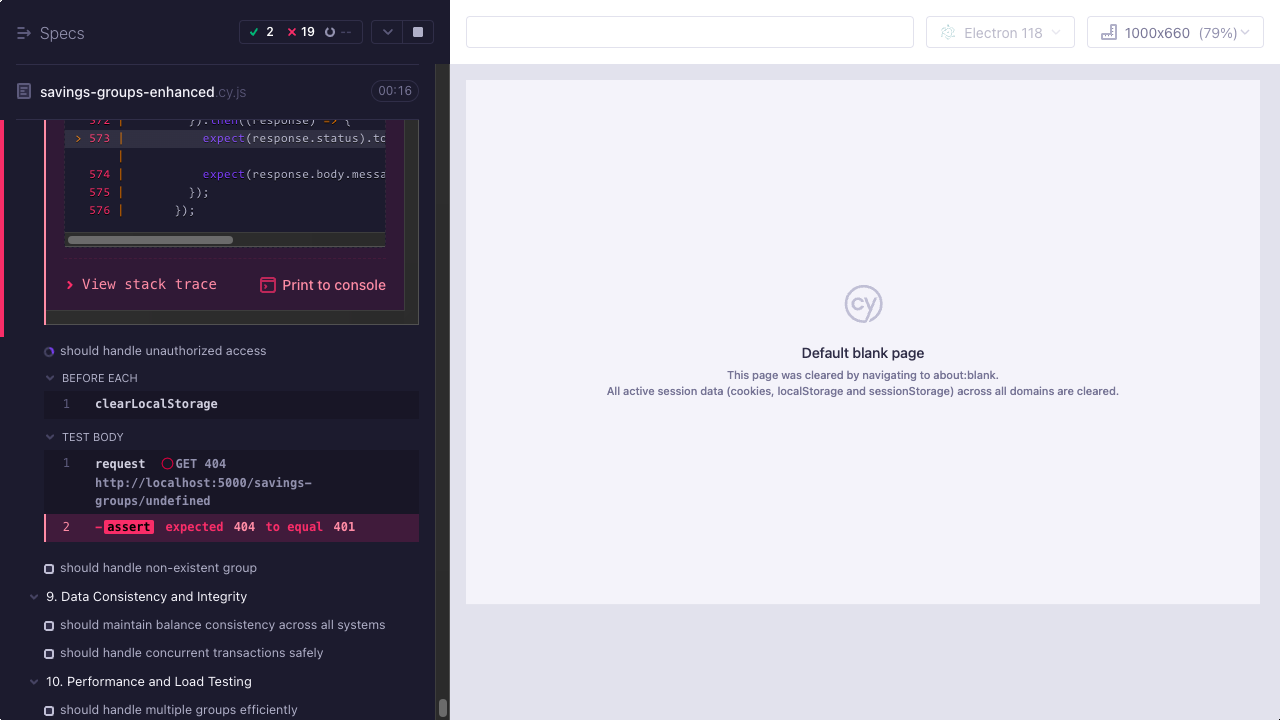 Specs
2
19
--
Electron 118
1000x660 (79%)
savings-groups-enhanced.cy.js
00:16
572 | }).then((response) => {
> 573 | expect(response.status).to
|
574 | expect(response.body.messa
575 | });
576 | });
View stack trace
Print to console
should handle unauthorized access
BEFORE EACH
1 clearLocalStorage
TEST BODY
1 request GET 404
http://localhost:5000/savings-
groups/undefined
2 -assert expected 404 to equal 401
should handle non-existent group
9. Data Consistency and Integrity
should maintain balance consistency across all systems
should handle concurrent transactions safely
10. Performance and Load Testing
should handle multiple groups efficiently
cy
Default blank page
This page was cleared by navigating to about:blank.
All active session data (cookies, localStorage and sessionStorage) across all domains are cleared.